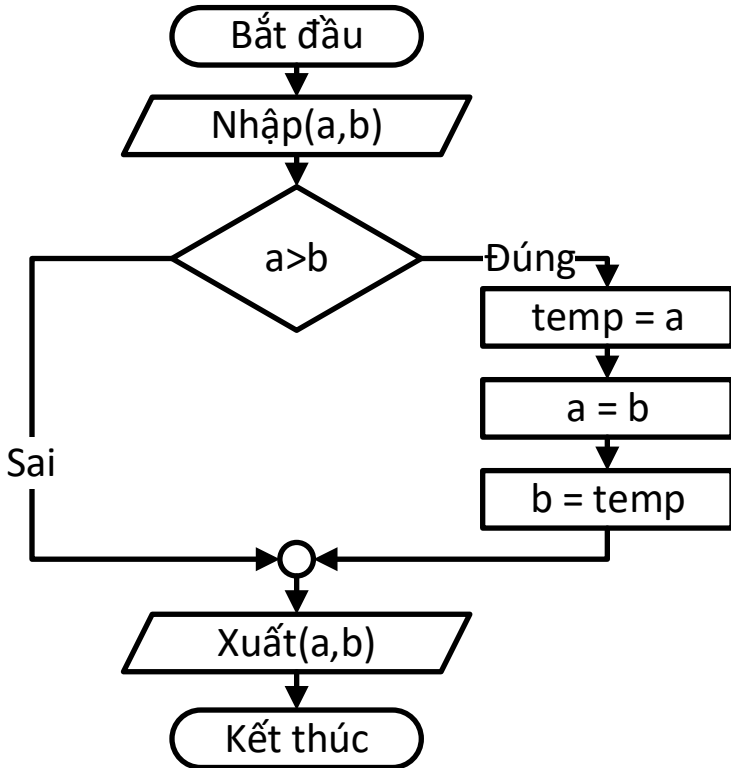 Bắt đầu
Nhập(a,b)
a>b
Đúng
temp = a
a = b
Sai
b = temp
Xuất(a,b)
Kết thúc